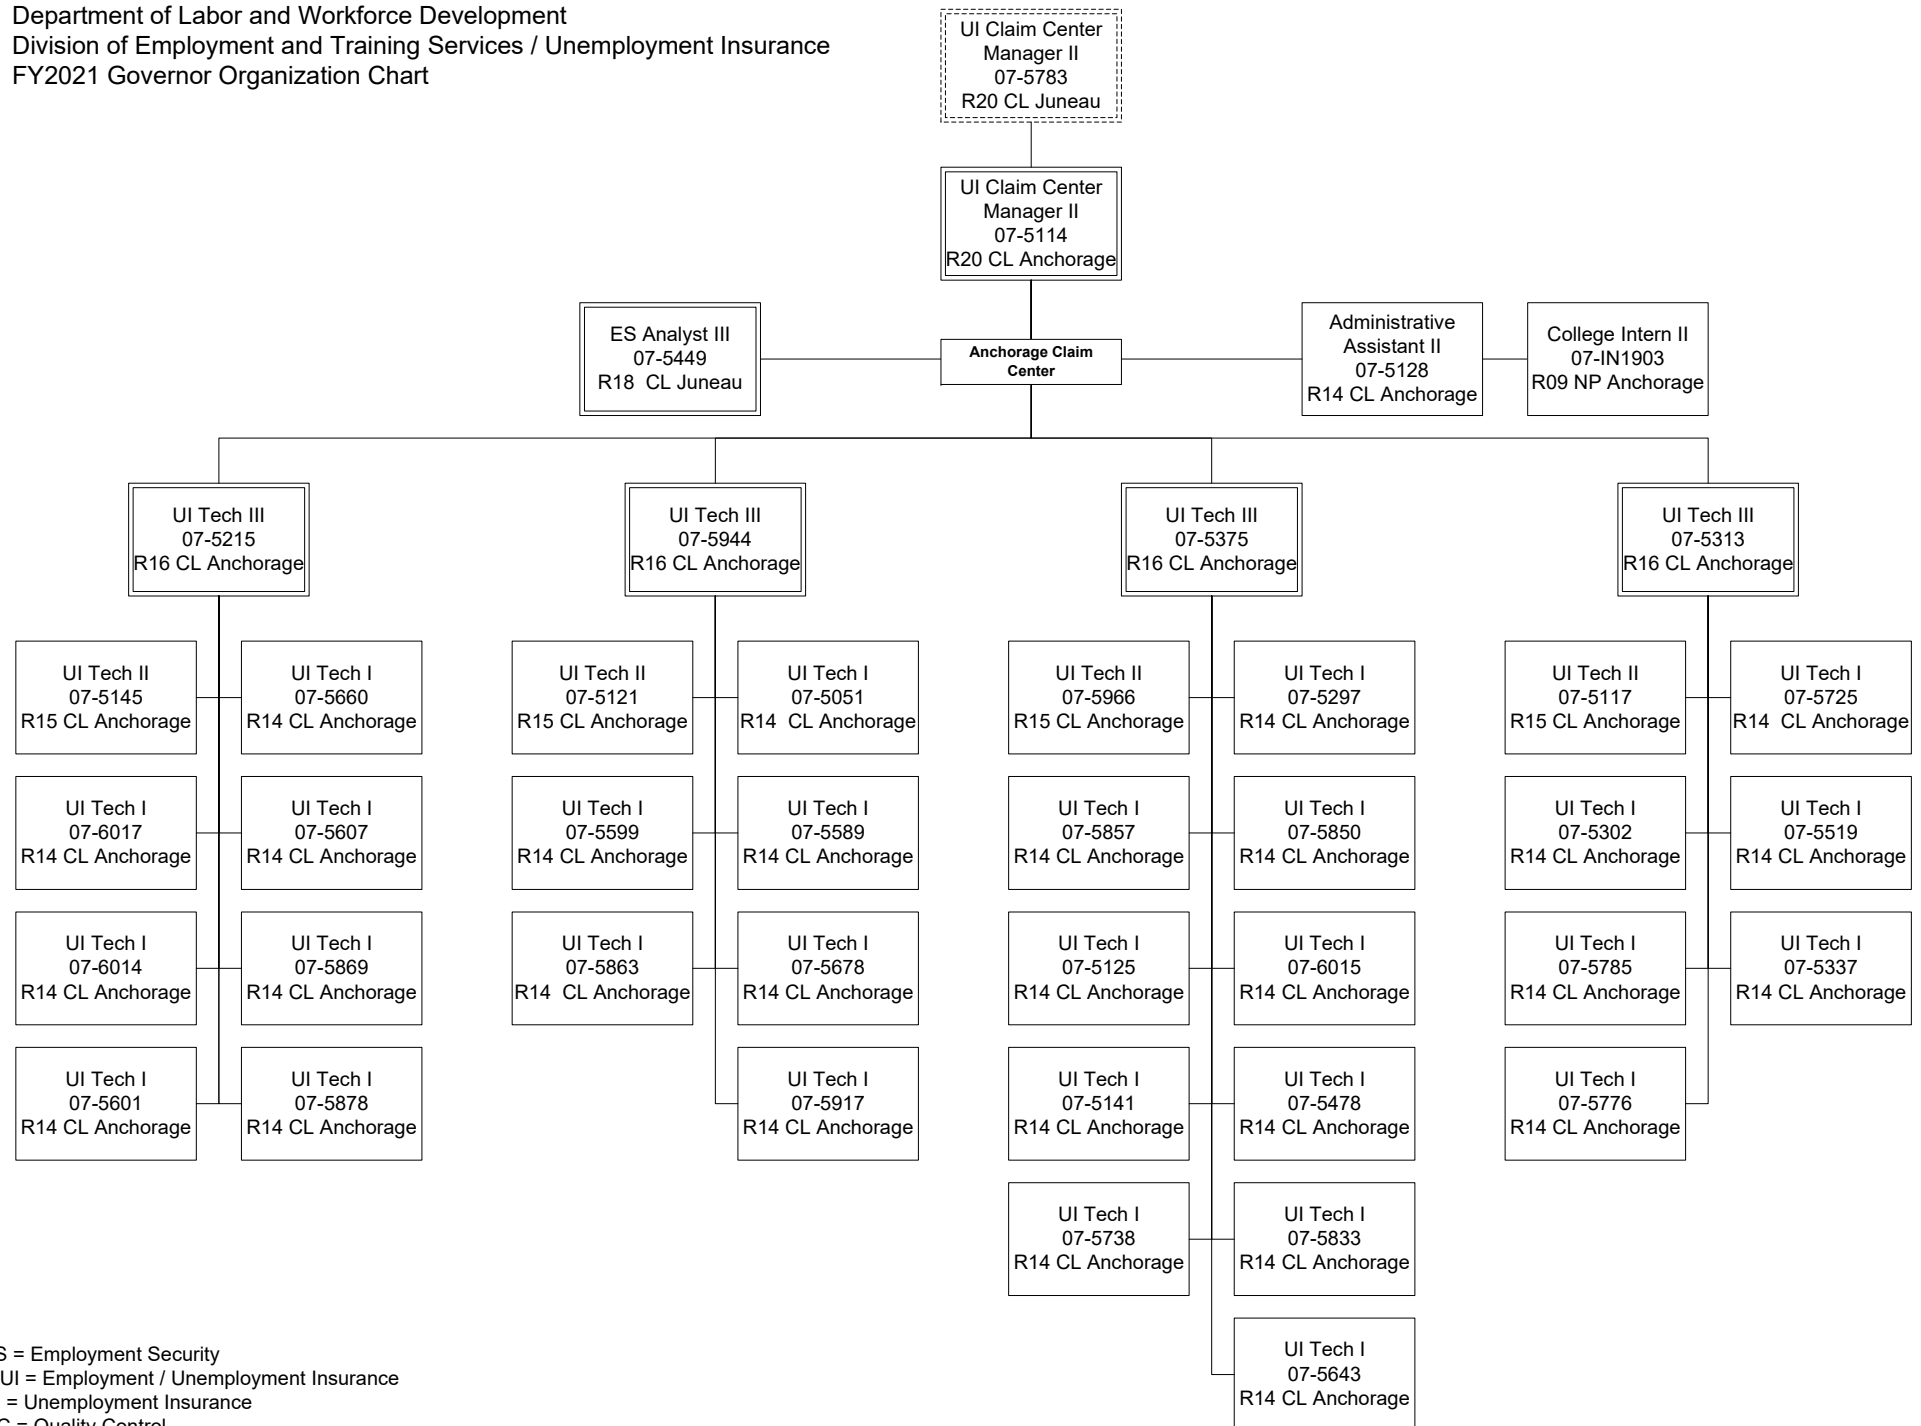 Department of Labor and Workforce Development
Division of Employment and Training Services / Unemployment Insurance
FY2021 Governor Organization Chart
UI Claim Center
Manager II
07-5783
R20 CL Juneau
UI Claim Center
Manager II
07-5114
R20 CL Anchorage
ES Analyst III
07-5449
R18  CL Juneau
Anchorage Claim
Center
Administrative
Assistant II
07-5128
R14 CL Anchorage
College Intern II
07-IN1903
R09 NP Anchorage
UI Tech III
07-5215
R16 CL Anchorage
UI Tech III
07-5944
R16 CL Anchorage
UI Tech III
07-5375
R16 CL Anchorage
UI Tech III
07-5313
R16 CL Anchorage
UI Tech II
07-5145
R15 CL Anchorage
UI Tech I
07-5660
R14 CL Anchorage
UI Tech II
07-5121
R15 CL Anchorage
UI Tech I
07-5051
R14  CL Anchorage
UI Tech II
07-5966
R15 CL Anchorage
UI Tech I
07-5297
R14 CL Anchorage
UI Tech II
07-5117
R15 CL Anchorage
UI Tech I
07-5725
R14  CL Anchorage
UI Tech I
07-6017
R14 CL Anchorage
UI Tech I
07-5607
R14 CL Anchorage
UI Tech I
07-5599
R14 CL Anchorage
UI Tech I
07-5589
R14 CL Anchorage
UI Tech I
07-5857
R14 CL Anchorage
UI Tech I
07-5850
R14 CL Anchorage
UI Tech I
07-5302
R14 CL Anchorage
UI Tech I
07-5519
R14 CL Anchorage
UI Tech I
07-6014
R14 CL Anchorage
UI Tech I
07-5869
R14 CL Anchorage
UI Tech I
07-5863
R14  CL Anchorage
UI Tech I
07-5678
R14 CL Anchorage
UI Tech I
07-5125
R14 CL Anchorage
UI Tech I
07-6015
R14 CL Anchorage
UI Tech I
07-5785
R14 CL Anchorage
UI Tech I
07-5337
R14 CL Anchorage
UI Tech I
07-5601
R14 CL Anchorage
UI Tech I
07-5878
R14 CL Anchorage
UI Tech I
07-5917
R14 CL Anchorage
UI Tech I
07-5141
R14 CL Anchorage
UI Tech I
07-5478
R14 CL Anchorage
UI Tech I
07-5776
R14 CL Anchorage
UI Tech I
07-5738
R14 CL Anchorage
UI Tech I
07-5833
R14 CL Anchorage
UI Tech I
07-5643
R14 CL Anchorage
S = Employment Security
UI = Employment / Unemployment Insurance
= Unemployment Insurance
= Quality Control